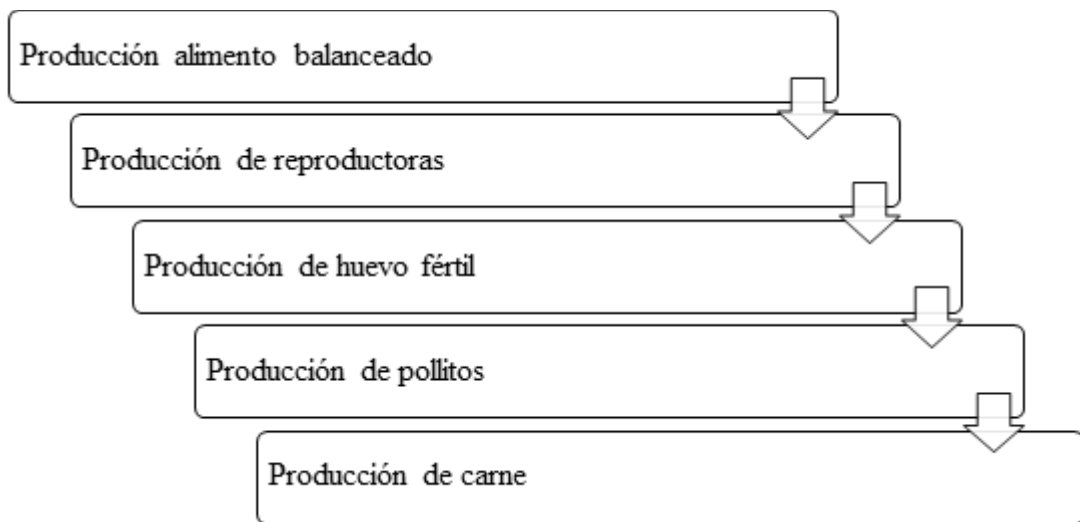 Producción alimento balanceado
Producción de reproductoras
Producción de huevo fértil
Producción de pollitos
Producción de carne